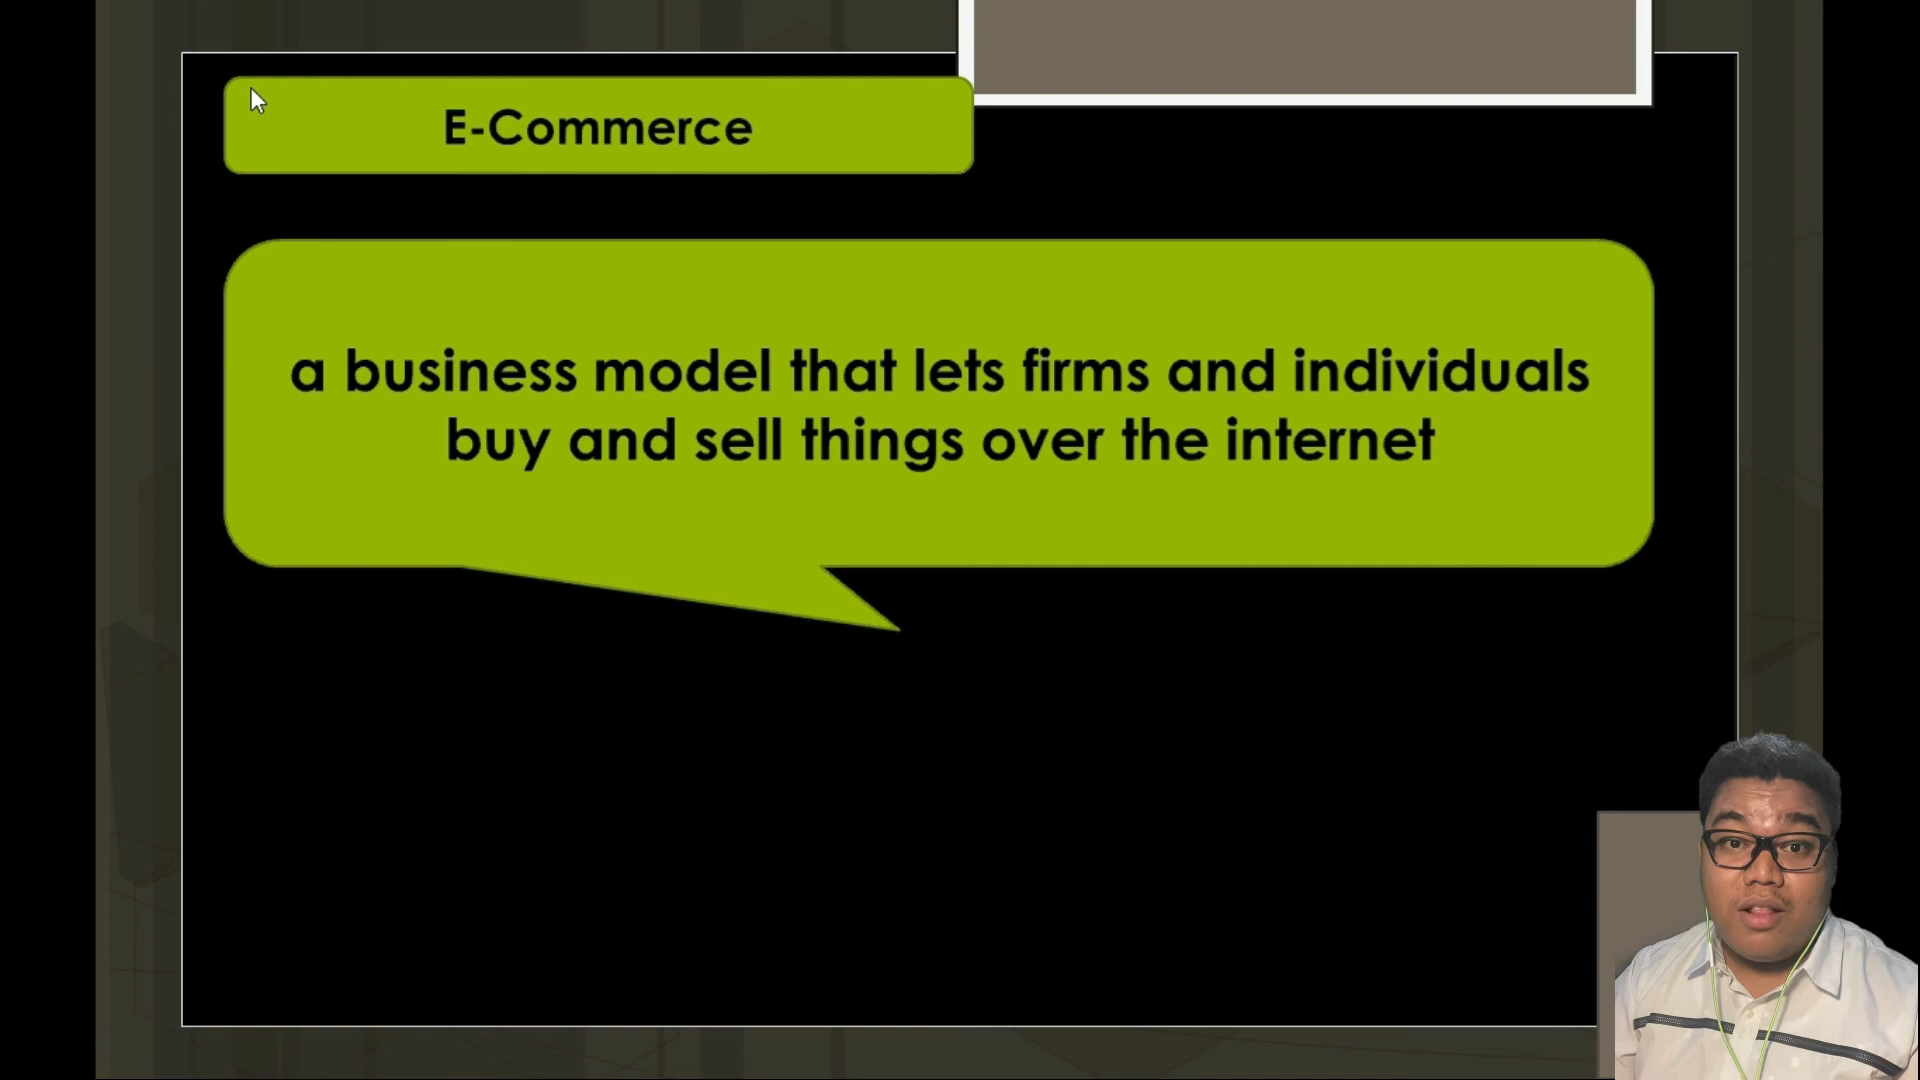 E-Commerce
a business model that lets firms and individuals
buy and sell things over the internet